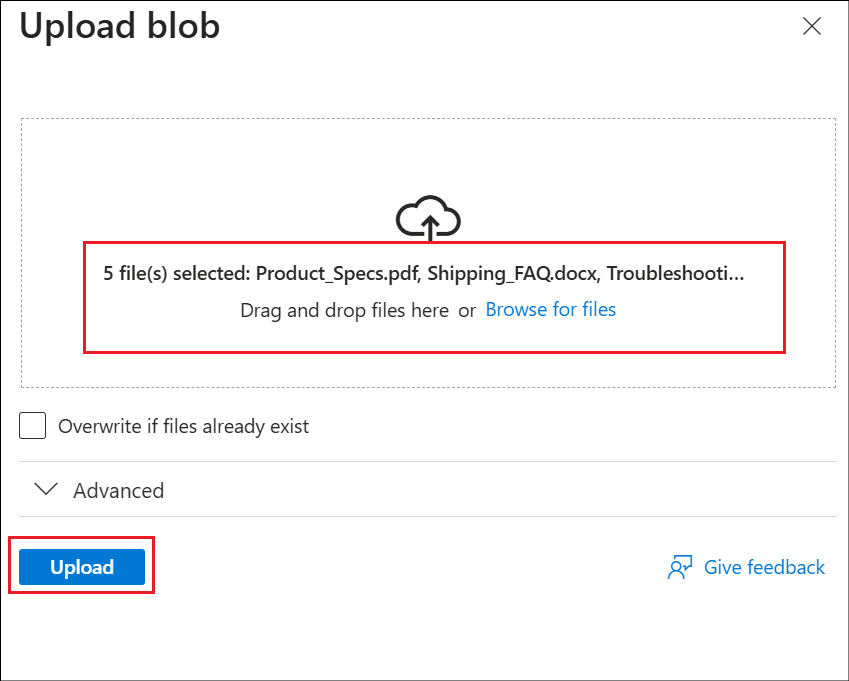 Upload blob
5 file(s) selected: Product_Specs.pdf, Shipping_FAQ.docx, Troubleshooti...
Drag and drop files here or Browse for files
Overwrite if files already exist
Advanced
Upload
Give feedback